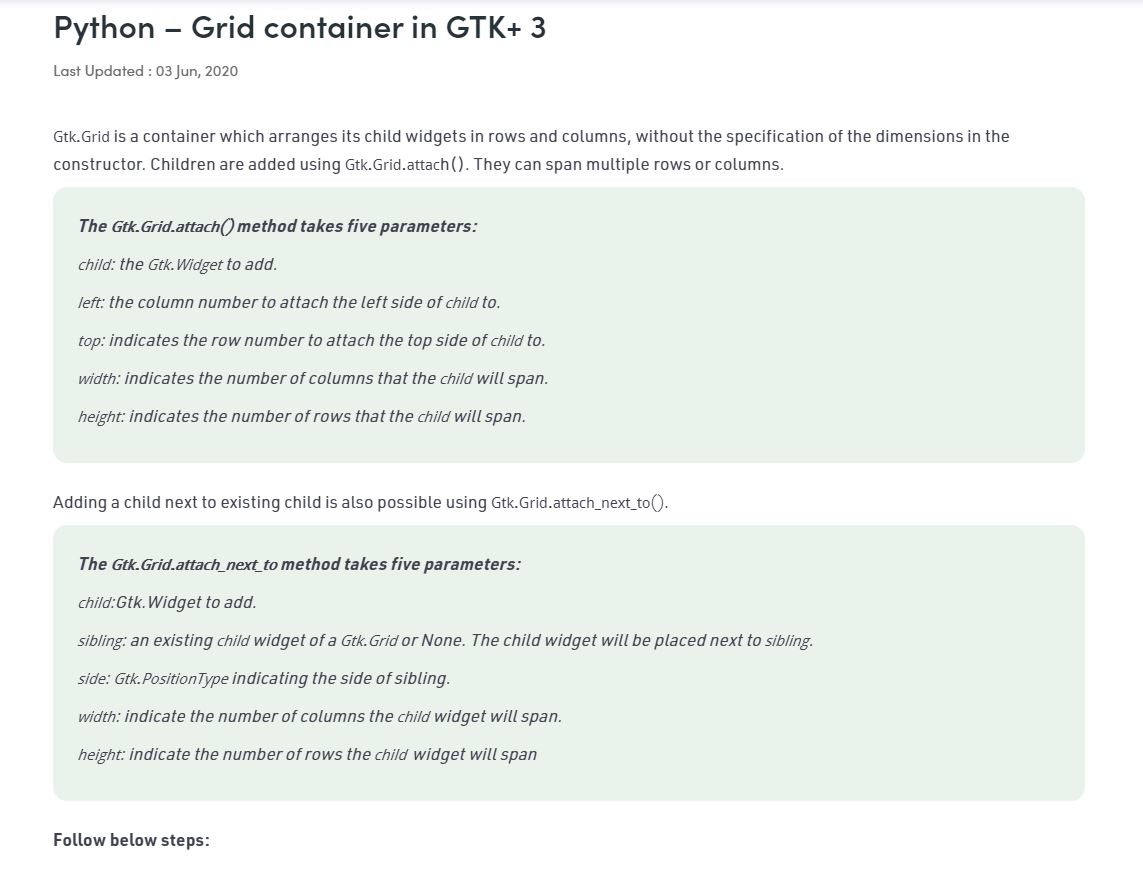 Python – Grid container in GTK+ 3
Last Updated : 03 Jun, 2020
Gtk.Grid is a container which arranges its child widgets in rows and columns, without the specification of the dimensions in the
constructor. Children are added using Gtk.Grid.attach(). They can span multiple rows or columns.
The Gtk.Grid.attach() method takes five parameters:
child: the Gtk.Widget to add.
left: the column number to attach the left side of child to.
top: indicates the row number to attach the top side of child to.
width: indicates the number of columns that the child will span.
height: indicates the number of rows that the child will span.
Adding a child next to existing child is also possible using Gtk.Grid.attach_next_to().
The Gtk.Grid.attach_next_to method takes five parameters:
child:Gtk.Widget to add.
sibling: an existing child widget of a Gtk.Grid or None. The child widget will be placed next to sibling.
side: Gtk.PositionType indicating the side of sibling.
width: indicate the number of columns the child widget will span.
height: indicate the number of rows the child widget will span
Follow below steps: